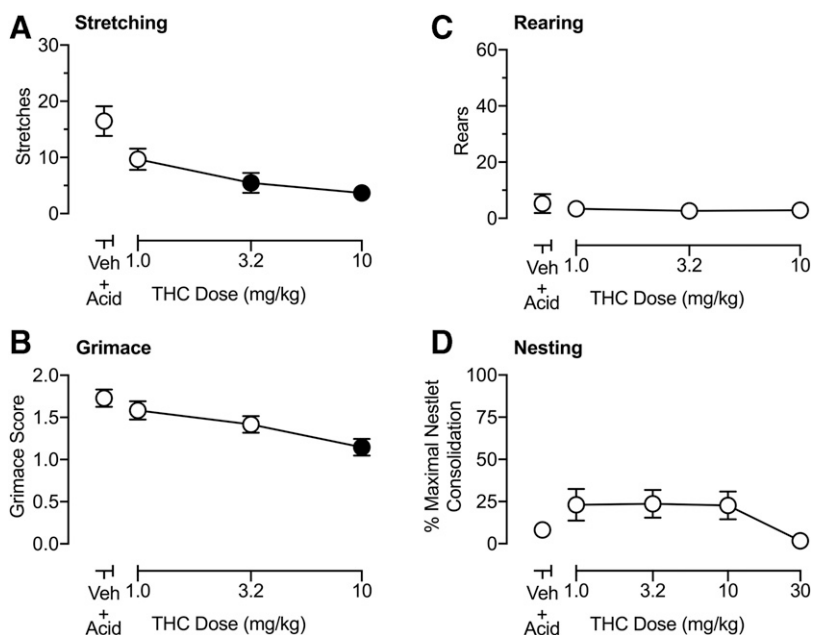 A Stretching
30
20
10
0
Stretches
Veh
+
Acid
1.0 3.2 10
THC Dose (mg/kg)
B Grimace
2.0
1.5
1.0
0.5
0.0
Grimace Score
Veh
+
Acid
1.0 3.2 10
THC Dose (mg/kg)
C Rearing
60
40
20
0
Rears
Veh
+
Acid
1.0 3.2 10
THC Dose (mg/kg)
D Nesting
100
75
50
25
0
% Maximal Nestlet
Consolidation
Veh
+
Acid
1.0 3.2 10 30
THC Dose (mg/kg)